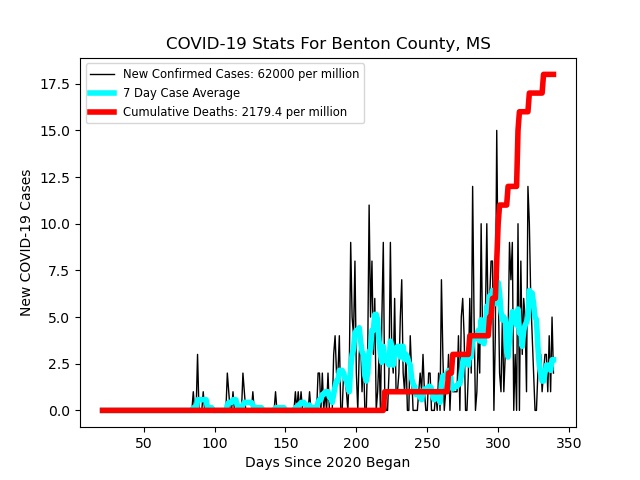 COVID-19 Stats For Benton County, MS
New Confirmed Cases: 62000 per million
7 Day Case Average
Cumulative Deaths: 2179.4 per million
New COVID-19 Cases
17.5
15.0
12.5
10.0
7.5
5.0
2.5
0.0
50 100 150 200 250 300 350
Days Since 2020 Began